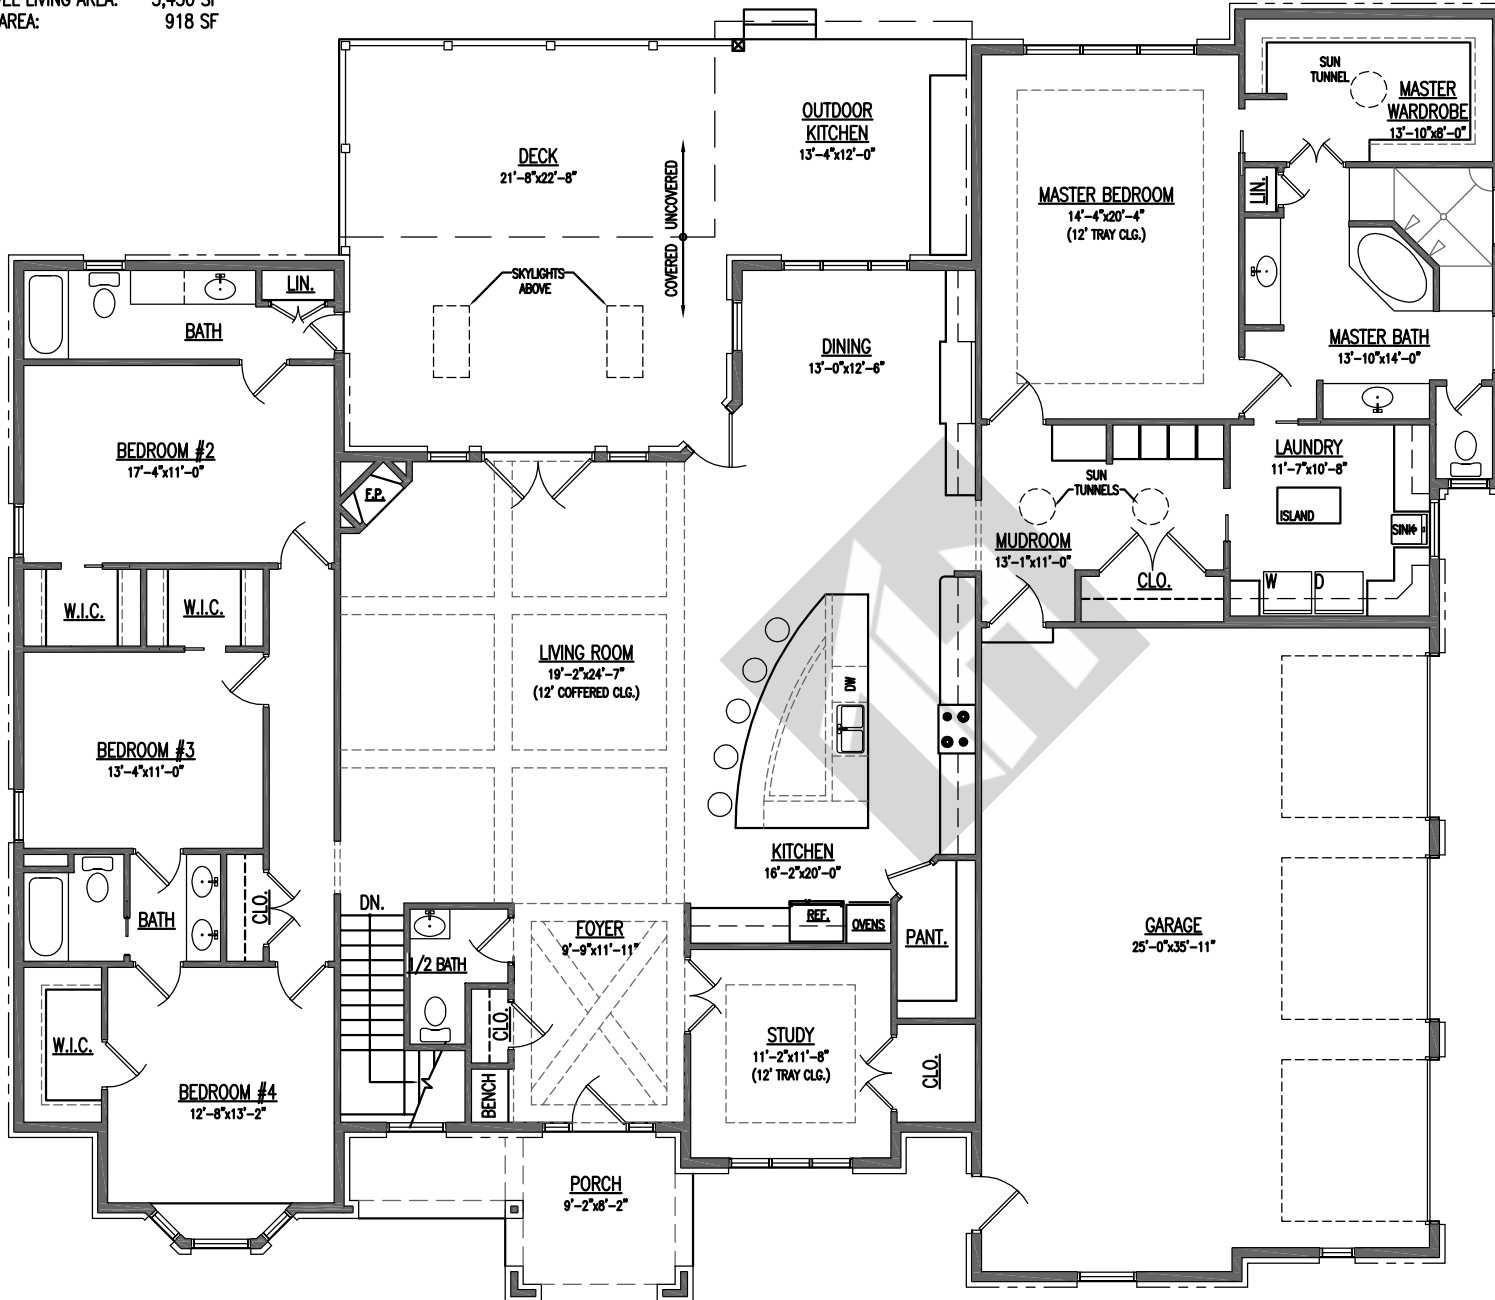 LIVING AREA:
AREA: 918 SF
SUN
TUNNEL
MASTER
WARDROBE
13'-10"x8'-0"
OUTDOOR
KITCHEN
13'-4"x12'-0"
DECK
21'-8"x22'-8"
UNCOVERED
COVERED
SKYLIGHTS
ABOVE
MASTER BEDROOM
14'-4"x20'-4"
(12' TRAY CLG.)
LIN.
MASTER BATH
13'-10"x14'-0"
LIN.
BATH
DINING
13'-0"x12'-6"
BEDROOM #2
17'-4"x11'-0"
F.P.
LAUNDRY
11'-7"x10'-8"
ISLAND
SINK
SUN
TUNNELS
MUDROOM
13'-1"x11'-0"
CLO.
W
D
W.I.C.
W.I.C.
LIVING ROOM
19'-2"x24'-7"
(12' COFFERED CLG.)
DW
BEDROOM #3
13'-4"x11'-0"
KITCHEN
16'-2"x20'-0"
BATH
CLO.
DN.
1/2 BATH
FOYER
9'-9"x11'-11"
REF.
OVENS
PANT.
GARAGE
25'-0"x35'-11"
CLO.
STUDY
11'-2"x11'-8"
(12' TRAY CLG.)
CLO.
W.I.C.
BEDROOM #4
12'-8"x13'-2"
BENCH
PORCH
9'-2"x8'-2"